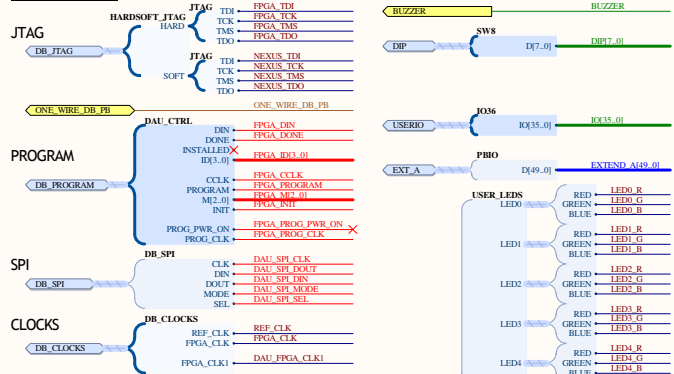 JTAG
DB_JTAG
HARDSOFT_JTAG
HARD
SOFT
JTAG
TDI FPGA_TDI
TCK FPGA_TCK
TMS FPGA_TMS
TDO FPGA_TDO
JTAG
TDI NEXUS_TDI
TCK NEXUS_TCK
TMS NEXUS_TMS
TDO NEXUS_TDO
ONE_WIRE_DB_PB ONE_WIRE_DB_PB
PROGRAM
DB_PROGRAM
DAU_CTRL
DIN FPGA_DIN
DONE FPGA_DONE
INSTALLED
ID[3..0] FPGA_ID[3..0]
CCLK FPGA_CCLK
PROGRAM FPGA_PROGRAM
M[2..0] FPGA_M[2..0]
INIT FPGA_INIT
PROG_PWR_ON FPGA_PROG_PWR_ON
PROG_CLK FPGA_PROG_CLK
SPI
DB_SPI
DB_SPI
CLK DAU_SPI_CLK
DIN DAU_SPI_DOUT
DOUT DAU_SPI_DIN
MODE DAU_SPI_MODE
SEL DAU_SPI_SEL
CLOCKS
DB_CLOCKS
DB_CLOCKS
REF_CLK REF_CLK
FPGA_CLK FPGA_CLK
FPGA_CLK1 DAU_FPGA_CLK1
BUZZER BUZZER
DIP
SW8
D[7..0] DIP[7..0]
USERIO
IO36
IO[35..0] IO[35..0]
EXT_A
PBIO
D[49..0] EXTEND_A[49..0]
USER_LEDS
LED0
RED LED0_R
GREEN LED0_G
BLUE LED0_B
LED1
RED LED1_R
GREEN LED1_G
BLUE LED1_B
LED2
RED LED2_R
GREEN LED2_G
BLUE LED2_B
LED3
RED LED3_R
GREEN LED3_G
BLUE LED3_B
LED4
RED LED4_R
GREEN LED4_G
BLUE LED4_B